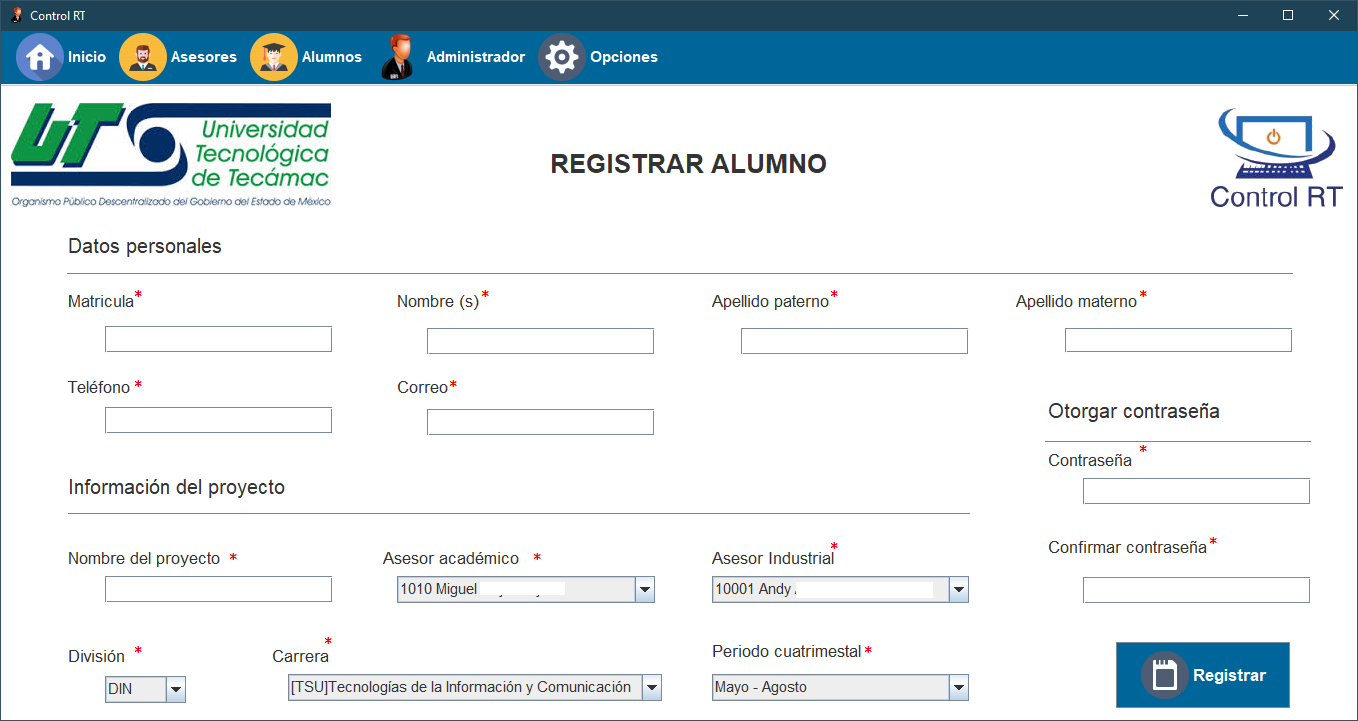 Control RT
Inicio Asesores Alumnos Administrador Opciones
Universidad
Tecnológica
de Tecámac
Organismo Público Descentralizado del Gobierno del Estado de México
REGISTRAR ALUMNO
Control RT
Datos personales
Matricula* Nombre (s)* Apellido paterno* Apellido materno*
Teléfono * Correo*
Otorgar contraseña
Contraseña *
Información del proyecto
Confirmar contraseña*
Nombre del proyecto * Asesor académico * Asesor Industrial*
1010 Miguel 10001 Andy
División * Carrera* Periodo cuatrimestal*
DIN [TSU]Tecnologías de la Información y Comunicación Mayo - Agosto
Registrar